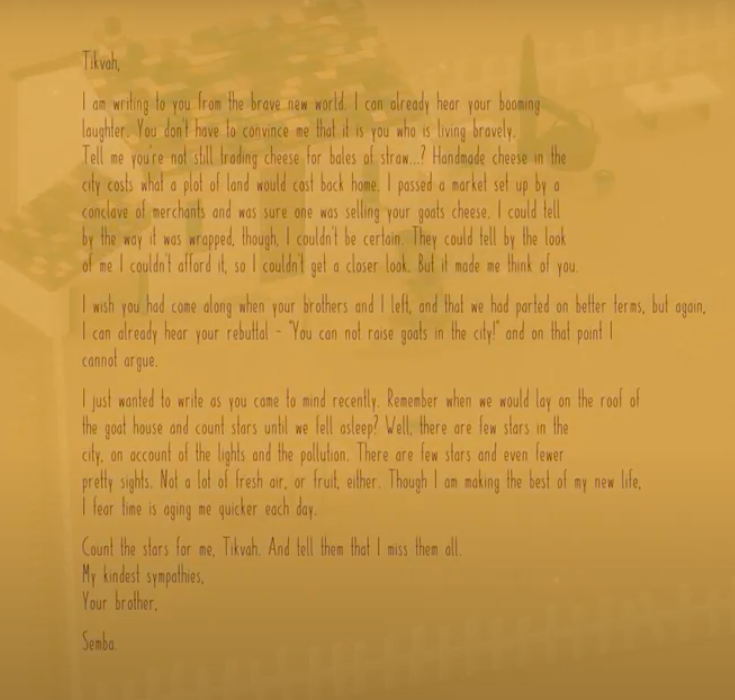 Tikvah,
I am writing to you from the brave new world. I can already hear your booming
laughter. You don't have to convince me that it is you who is living bravely.
Tell me you're not still trading cheese for bales of straw...? Handmade cheese in the
city costs what a plot of land would cost back home. I passed a market set up by a
conclave of merchants and was sure one was selling your goats cheese. I could tell
by the way it was wrapped, though, I couldn't be certain. They could tell by the look
of me I couldn't afford it, so I couldn't get a closer look. But it made me think of you.
I wish you had come along when your brothers and I left, and that we had parted on better terms, but again,
I can already hear your rebuttal - "You can not raise goats in the city!" and on that point I
cannot argue.
I just wanted to write as you came to mind recently. Remember when we would lay on the roof of
the goat house and count stars until we fell asleep? Well, there are few stars in the
city, on account of the lights and the pollution. There are few stars and even fewer
pretty sights. Not a lot of fresh air, or fruit, either. Though I am making the best of my new life,
I fear time is aging me quicker each day.
Count the stars for me, Tikvah. And tell them that I miss them all.
My kindest sympathies,
Your brother,
Semba.